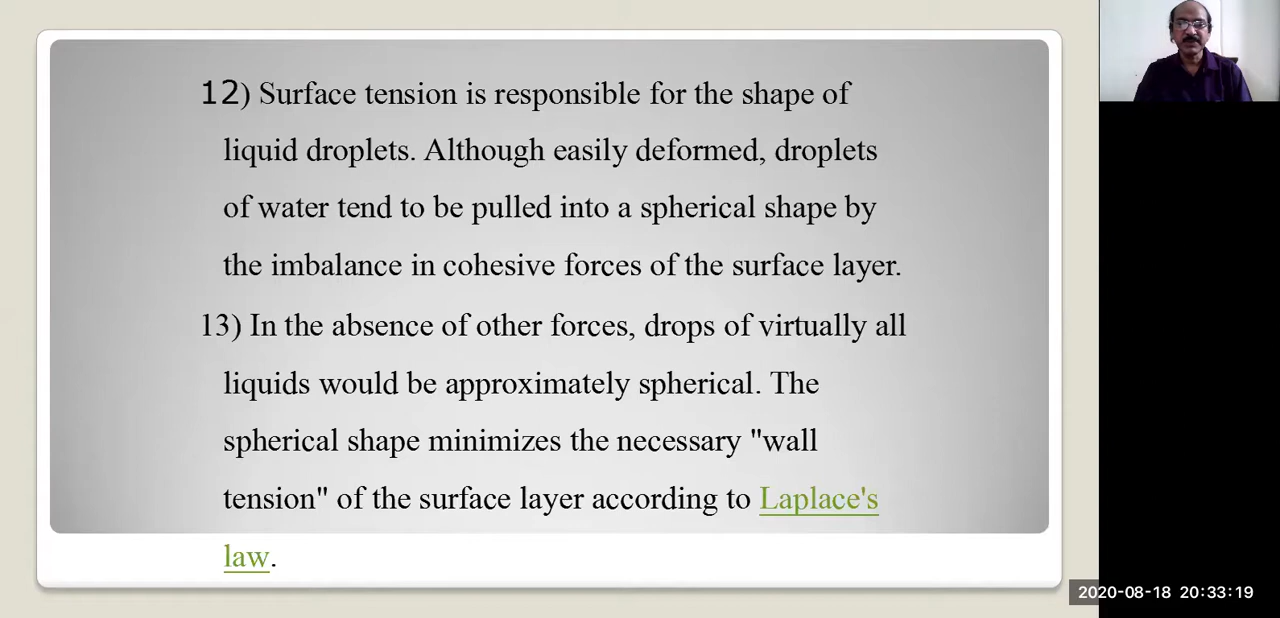 12) Surface tension is responsible for the shape of
liquid droplets. Although easily deformed, droplets
of water tend to be pulled into a spherical shape by
the imbalance in cohesive forces of the surface layer.
13) In the absence of other forces, drops of virtually all
liquids would be approximately spherical. The
spherical shape minimizes the necessary "wall
tension" of the surface layer according to Laplace's
law.
2020-08-18 20:33:19